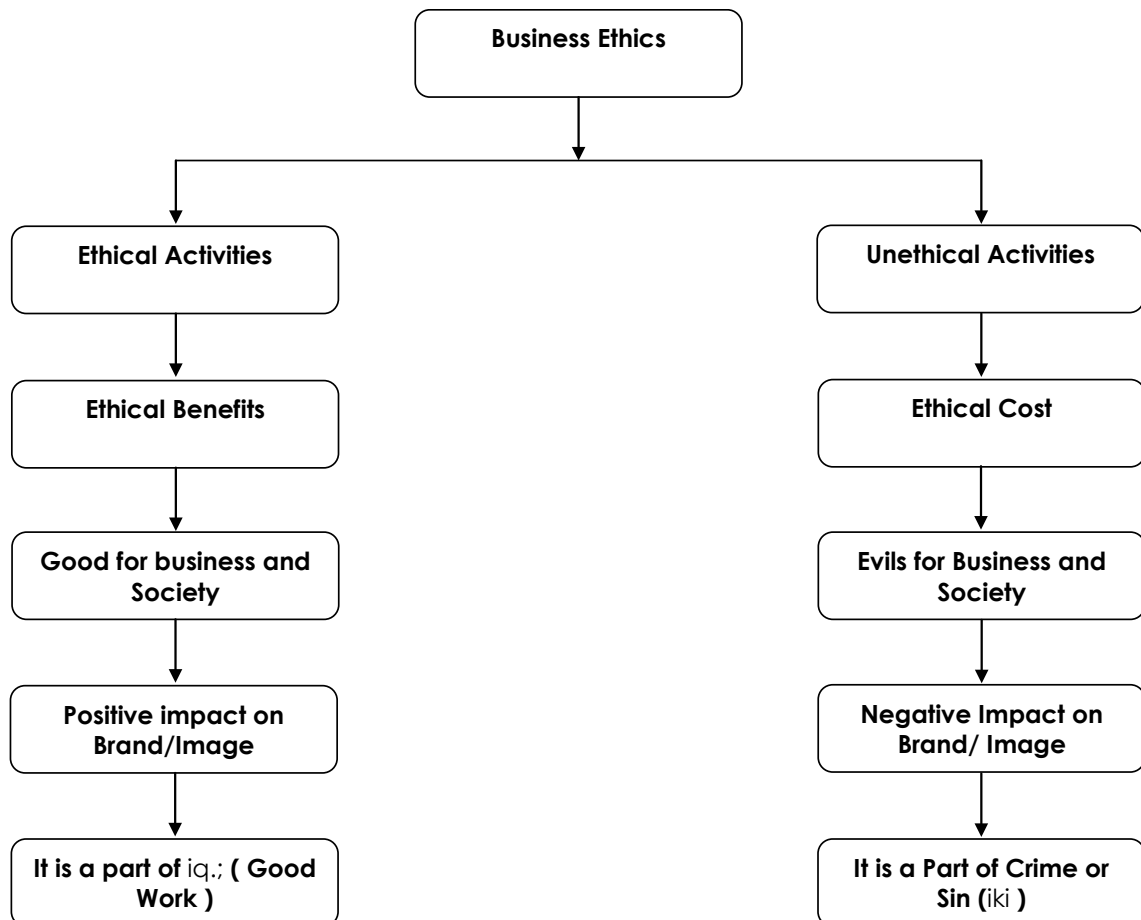 Business Ethics
Ethical Activities
Unethical Activities
Ethical Benefits
Ethical Cost
Good for business and
Society
Evils for Business and
Society
Positive impact on
Brand/Image
Negative Impact on
Brand/ Image
It is a part of iq.; ( Good
Work )
It is a Part of Crime or
Sin (iki )